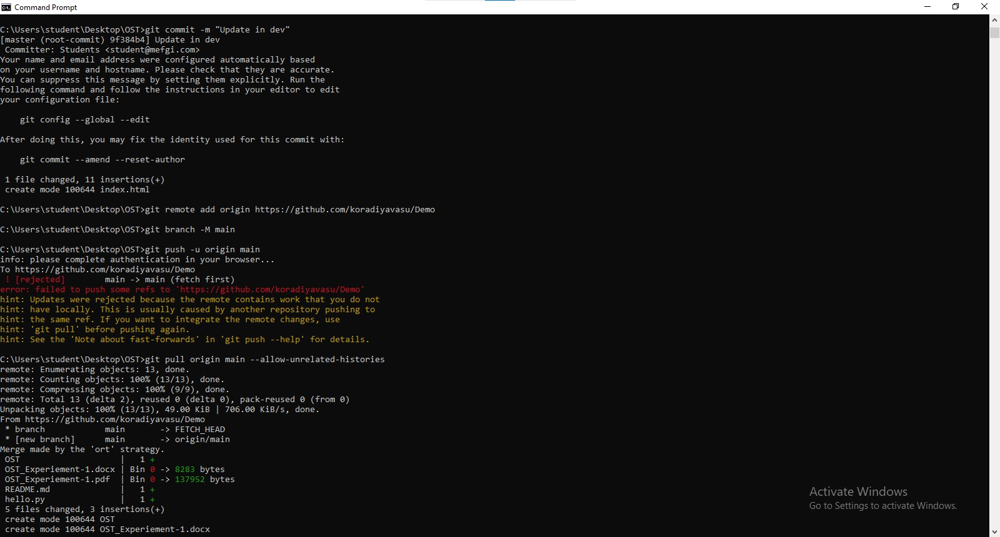 Command Prompt
C:\Users\student\Desktop\OST>git commit -m "Update in dev"
[master (root-commit) 9f384b4] Update in dev
 Committer: Students <student@mefgi.com>
Your name and email address were configured automatically based
on your username and hostname. Please check that they are accurate.
You can suppress this message by setting them explicitly. Run the
following command and follow the instructions in your editor to edit
your configuration file:
    git config --global --edit
After doing this, you may fix the identity used for this commit with:
    git commit --amend --reset-author
 1 file changed, 11 insertions(+)
 create mode 100644 index.html
C:\Users\student\Desktop\OST>git remote add origin https://github.com/koradiyavasu/Demo
C:\Users\student\Desktop\OST>git branch -M main
C:\Users\student\Desktop\OST>git push -u origin main
info: please complete authentication in your browser...
To https://github.com/koradiyavasu/Demo
 ! [rejected]        main -> main (fetch first)
error: failed to push some refs to 'https://github.com/koradiyavasu/Demo'
hint: Updates were rejected because the remote contains work that you do not
hint: have locally. This is usually caused by another repository pushing to
hint: the same ref. If you want to integrate the remote changes, use
hint: 'git pull' before pushing again.
hint: See the 'Note about fast-forwards' in 'git push --help' for details.
C:\Users\student\Desktop\OST>git pull origin main --allow-unrelated-histories
remote: Enumerating objects: 13, done.
remote: Counting objects: 100% (13/13), done.
remote: Compressing objects: 100% (9/9), done.
remote: Total 13 (delta 2), reused 0 (delta 0), pack-reused 0 (from 0)
Unpacking objects: 100% (13/13), 49.00 KiB | 706.00 KiB/s, done.
From https://github.com/koradiyavasu/Demo
 * branch            main       -> FETCH_HEAD
 * [new branch]      main       -> origin/main
Merge made by the 'ort' strategy.
 OST                    |   1 +
 OST_Experiement-1.docx | Bin 0 -> 8283 bytes
 OST_Experiement-1.pdf  | Bin 0 -> 137952 bytes
 README.md              |   1 +
 hello.py               |   1 +
 5 files changed, 3 insertions(+)
 create mode 100644 OST
 create mode 100644 OST_Experiement-1.docx
Activate Windows
Go to Settings to activate Windows.